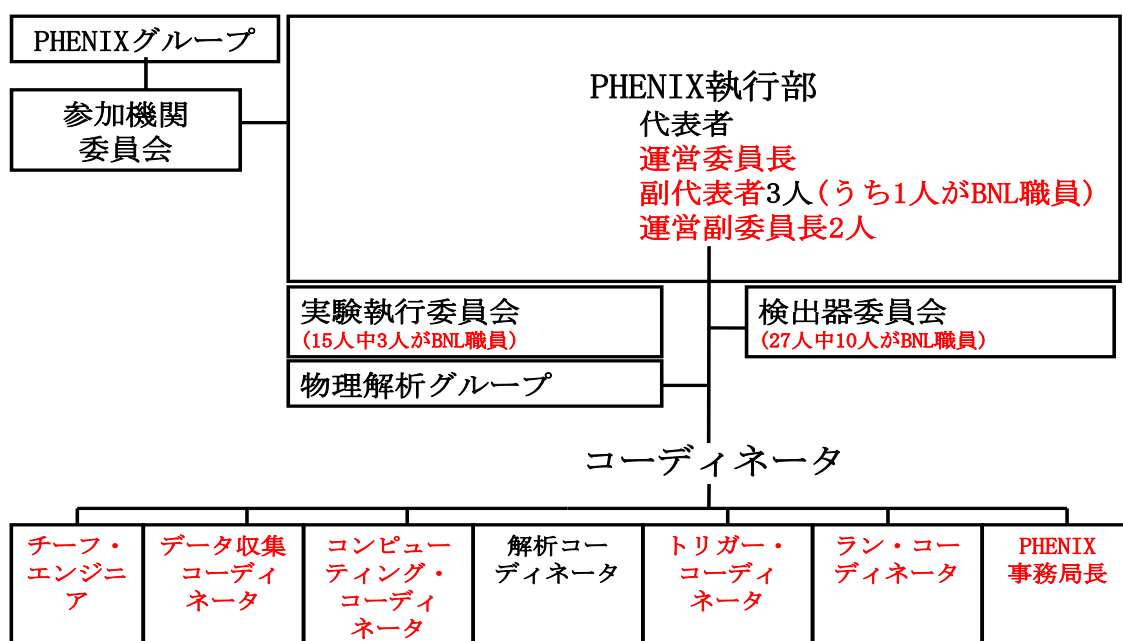 PHENIXグループ
参加機関
委員会
PHENIX執行部
代表者
運営委員長
副代表者3人(うち1人がBNL職員)
運営副委員長2人
実験執行委員会
(15人中3人がBNL職員)
検出器委員会
(27人中10人がBNL職員)
物理解析グループ
コーディネータ
チーフ・
エンジニ
ア
データ収集
コーディ
ネータ
コンピュー
ティング・
コーディ
ネータ
解析コー
ディネータ
トリガー・
コーディ
ネータ
ラン・コー
ディネータ
PHENIX
事務局長